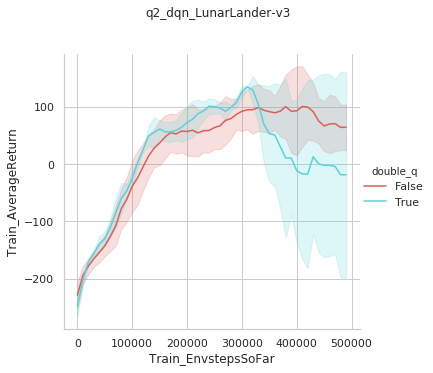 q2_dqn_LunarLander-v3
Train_AverageReturn
100
0
−100
−200
0 100000 200000 300000 400000 500000
Train_EnvstepsSoFar
double_q
False
True